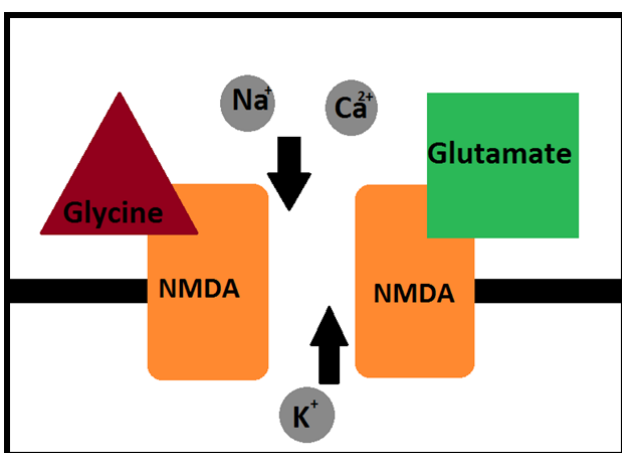 Na+
Ca2+
Glutamate
Glycine
NMDA
NMDA
K+